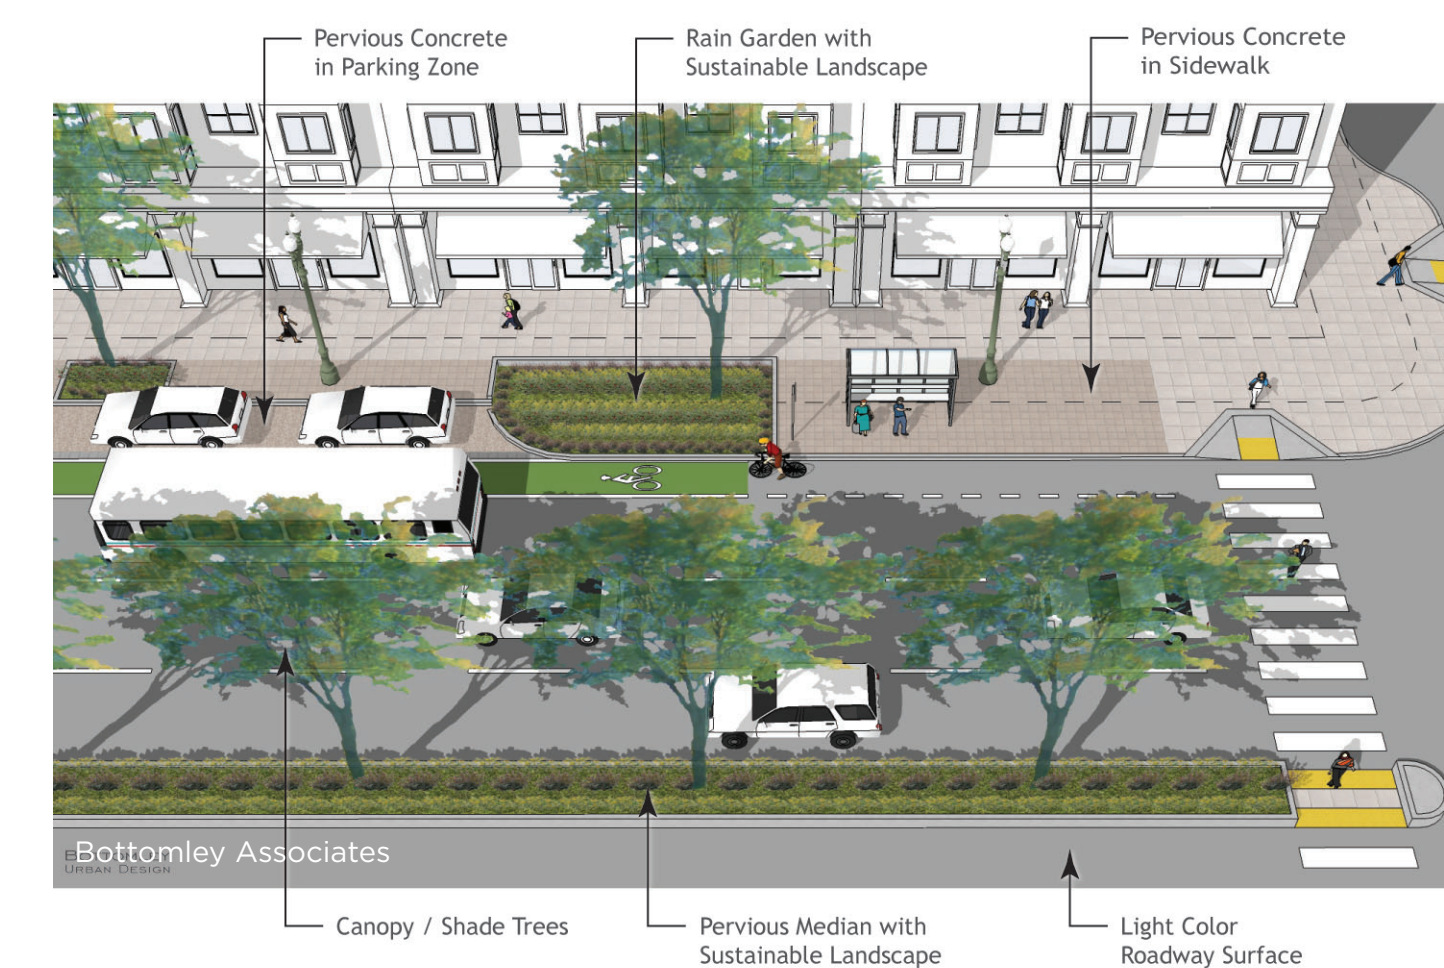 Pervious Concrete
in Parking Zone
Rain Garden with
Sustainable Landscape
Pervious Concrete
in Sidewalk
Bottomley Associates
BOTTOMLEY
URBAN DESIGN
Canopy / Shade Trees
Pervious Median with
Sustainable Landscape
Light Color
Roadway Surface